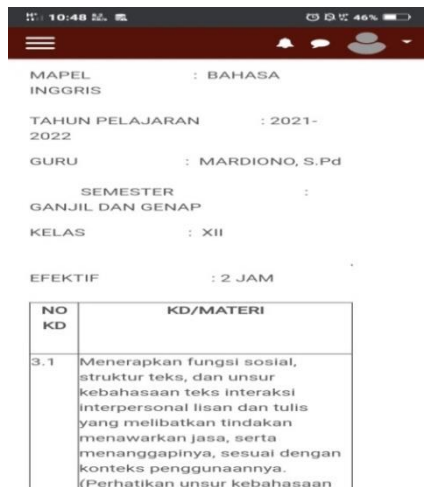 10:48
46%
MAPEL : BAHASA
INGGRIS
TAHUN PELAJARAN : 2021-
2022
GURU : MARDIONO, S.Pd
SEMESTER :
GANJIL DAN GENAP
KELAS : XII
EFEKTIF : 2 JAM
NO KD/MATERI
KD
3.1 Menerapkan fungsi sosial,
struktur teks, dan unsur
kebahasaan teks interaksi
interpersonal lisan dan tulis
yang melibatkan tindakan
menawarkan jasa, serta
menanggapinya, sesuai dengan
konteks penggunaannya.
(Perhatikan unsur kebahasaan